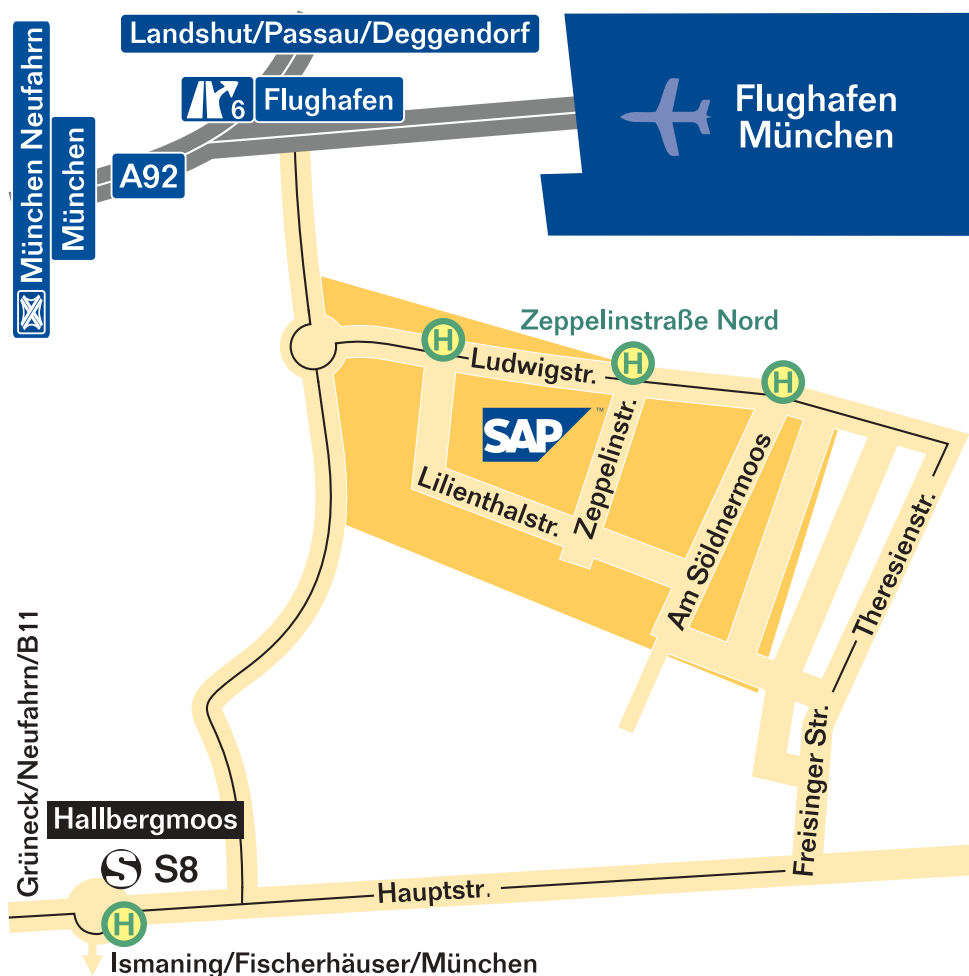 Landshut/Passau/Deggendorf
München Neufahrn
München
6
Flughafen
A92
Flughafen
München
Zeppelinstraße Nord
H
H
H
Ludwigstr.
SAP™
Zeppelinstr.
Lilienthalstr.
Am Söldnermoos
Theresienstr.
Freisinger Str.
Grüneck/Neufahrn/B11
Hallbergmoos
S S8
Hauptstr.
H
Ismaning/Fischerhäuser/München